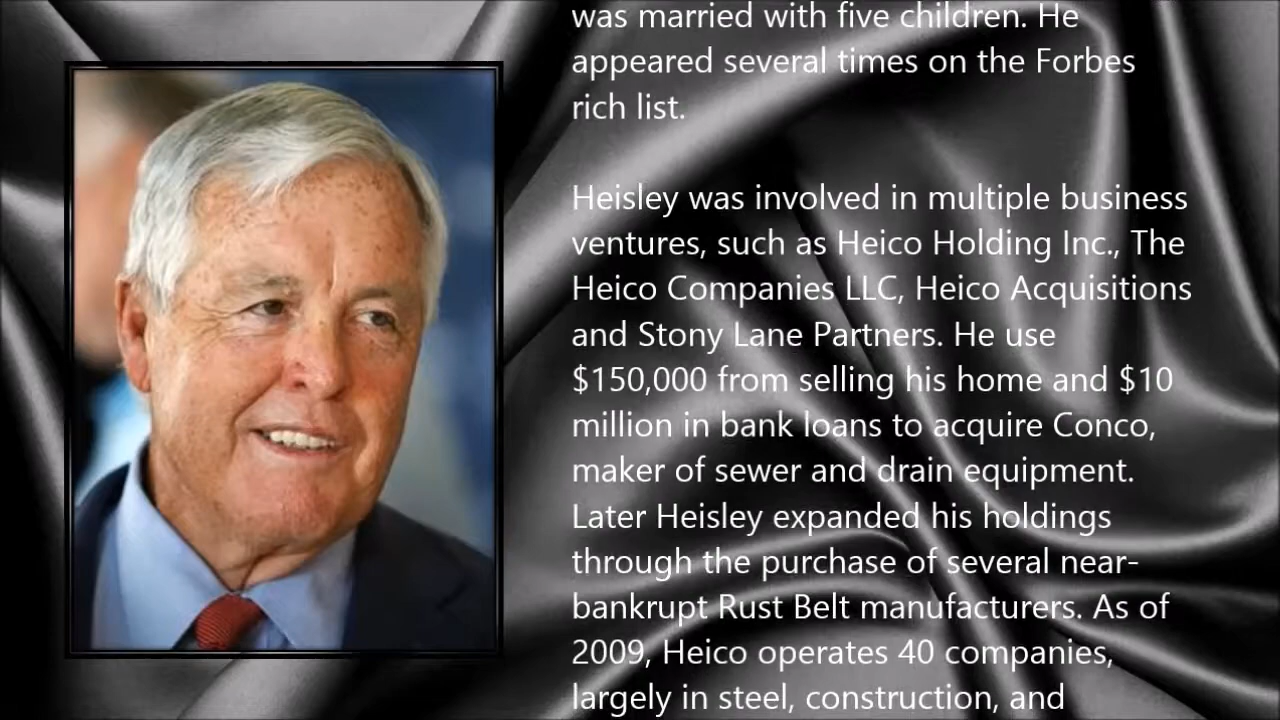 was married with five children. He
appeared several times on the Forbes
rich list.
Heisley was involved in multiple business
ventures, such as Heico Holding Inc., The
Heico Companies LLC, Heico Acquisitions
and Stony Lane Partners. He use
$150,000 from selling his home and $10
million in bank loans to acquire Conco,
maker of sewer and drain equipment.
Later Heisley expanded his holdings
through the purchase of several near-
bankrupt Rust Belt manufacturers. As of
2009, Heico operates 40 companies,
largely in steel, construction, and